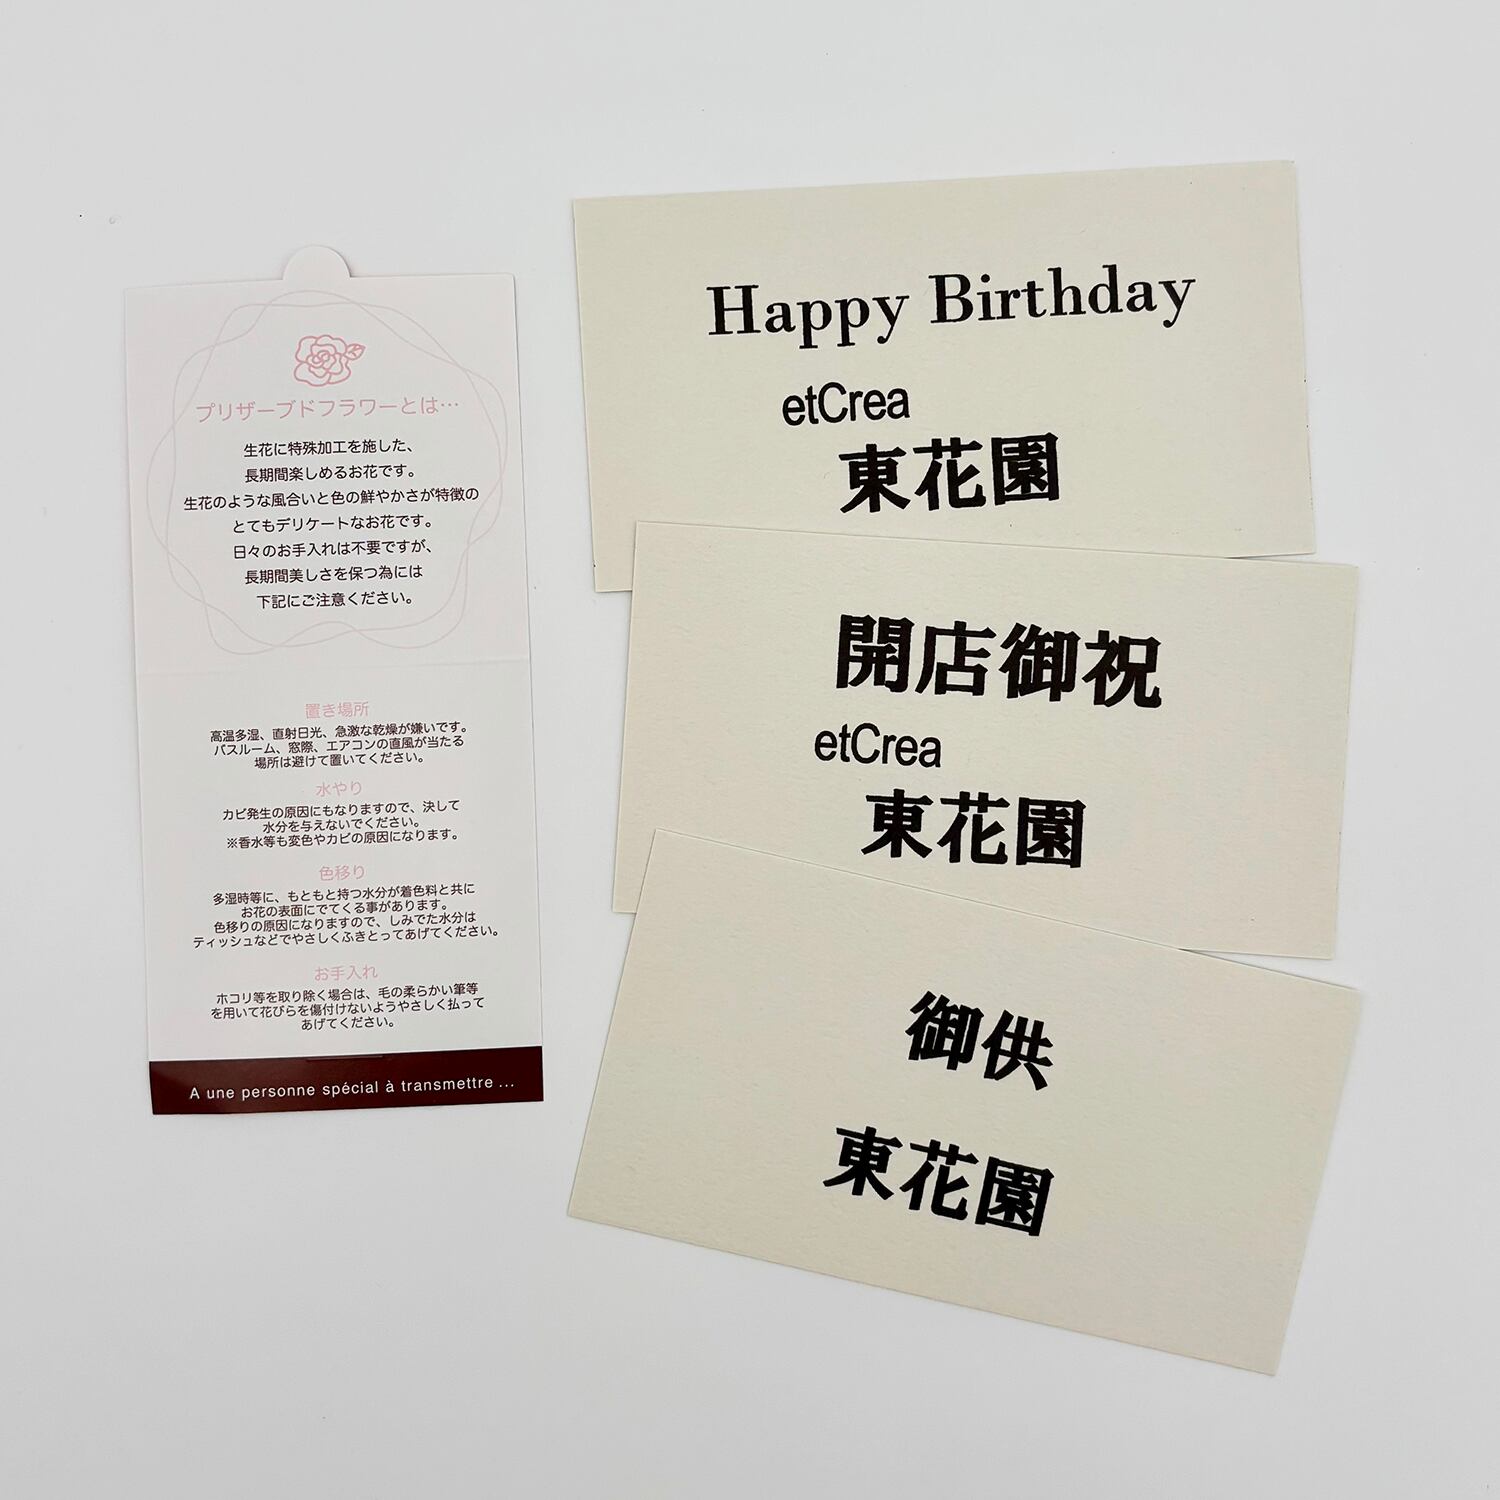 プリザーブドフラワーとは…
生花に特殊加工を施した、
長期間楽しめるお花です。
生花のような風合いと色の鮮やかさが特徴の
とてもデリケートなお花です。
日々のお手入れは不要ですが、
長期間美しさを保つ為には
下記にご注意ください。
置き場所
高温多湿、直射日光、急激な乾燥が嫌いです。
バスルーム、窓際、エアコンの直風が当たる
場所は避けて置いてください。
水やり
カビ発生の原因にもなりますので、決して
水分を与えないでください。
※香水等も変色やカビの原因になります。
色移り
多湿時等に、もともと持つ水分が着色料と共に
お花の表面にでてくる事があります。
色移りの原因になりますので、しみでた水分は
ティッシュなどでやさしくふきとってあげてください。
お手入れ
ホコリ等を取り除く場合は、毛の柔らかい筆等
を用いて花びらを傷付けないようやさしく払って
あげてください。
A une personne spécial à transmettre ...
Happy Birthday
etCrea
東花園
開店御祝
etCrea
東花園
御供
東花園